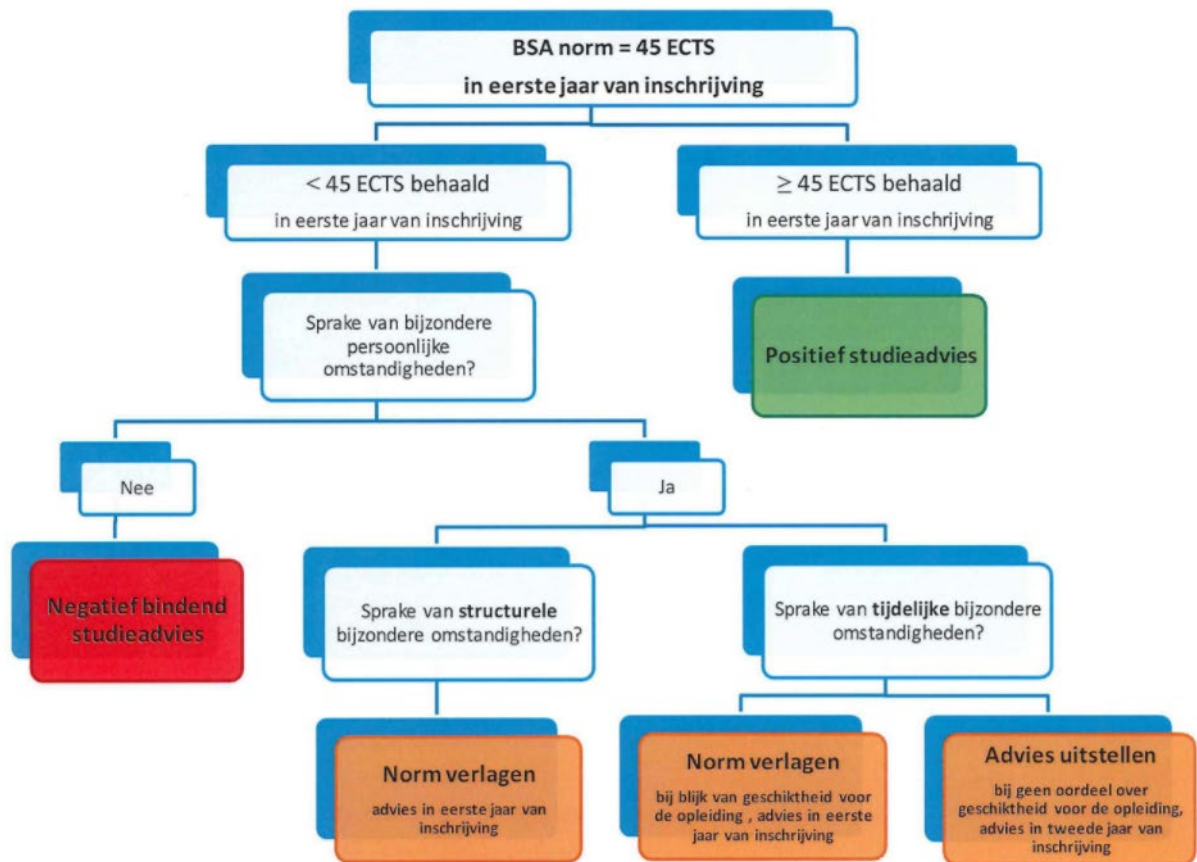 BSA norm = 45 ECTS
in eerste jaar van inschrijving
< 45 ECTS behaald
in eerste jaar van inschrijving
≥ 45 ECTS behaald
in eerste jaar van inschrijving
Sprake van bijzondere
persoonlijke
omstandigheden?
Positief studieadvies
Nee
Ja
Negatief bindend
studieadvies
Sprake van structurele
bijzondere omstandigheden?
Sprake van tijdelijke bijzondere
omstandigheden?
Norm verlagen
advies in eerste jaar van
inschrijving
Norm verlagen
bij blijk van geschiktheid voor
de opleiding , advies in eerste
jaar van inschrijving
Advies uitstellen
bij geen oordeel over
geschiktheid voor de opleiding,
advies in tweede jaar van
inschrijving